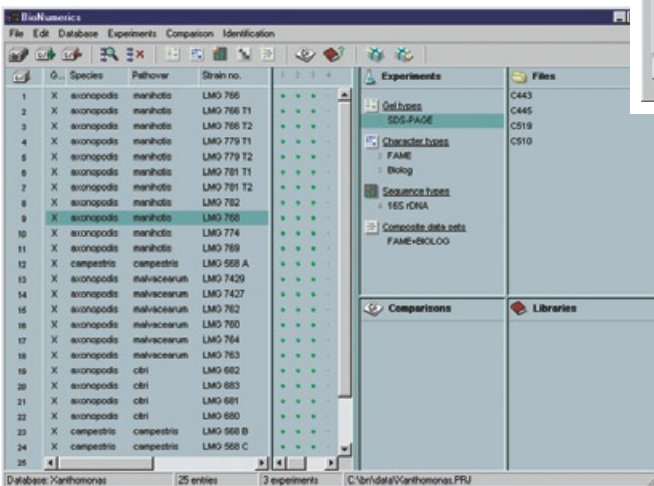 BioNumerics
File Edit Database Experiments Comparison Identification
G... Species Pathovar Strain no. 1 2 3 4
1 X axonopodis manihotis LMG 766
2 X axonopodis manihotis LMG 766 T1
3 X axonopodis manihotis LMG 766 T2
4 X axonopodis manihotis LMG 779 T1
5 X axonopodis manihotis LMG 779 T2
6 X axonopodis manihotis LMG 781 T1
7 X axonopodis manihotis LMG 781 T2
8 X axonopodis manihotis LMG 782
9 X axonopodis manihotis LMG 768
10 X axonopodis manihotis LMG 774
11 X axonopodis manihotis LMG 769
12 X campestris campestris LMG 568 A
13 X axonopodis malvacearum LMG 7429
14 X axonopodis malvacearum LMG 7427
15 X axonopodis malvacearum LMG 762
16 X axonopodis malvacearum LMG 760
17 X axonopodis malvacearum LMG 764
18 X axonopodis malvacearum LMG 763
19 X axonopodis citri LMG 682
20 X axonopodis citri LMG 683
21 X axonopodis citri LMG 681
22 X axonopodis citri LMG 680
23 X campestris campestris LMG 568 B
24 X campestris campestris LMG 568 C
25
Experiments
Gel types
SDS-PAGE
Character types
FAME
Biolog
Sequence types
4 16S rDNA
Composite data sets
FAME+BIOLOG
Files
C443
C445
C519
C510
Comparisons
Libraries
Database: Xanthomonas 25 entries 3 experiments C:\bn\data\Xanthomonas.PRJ